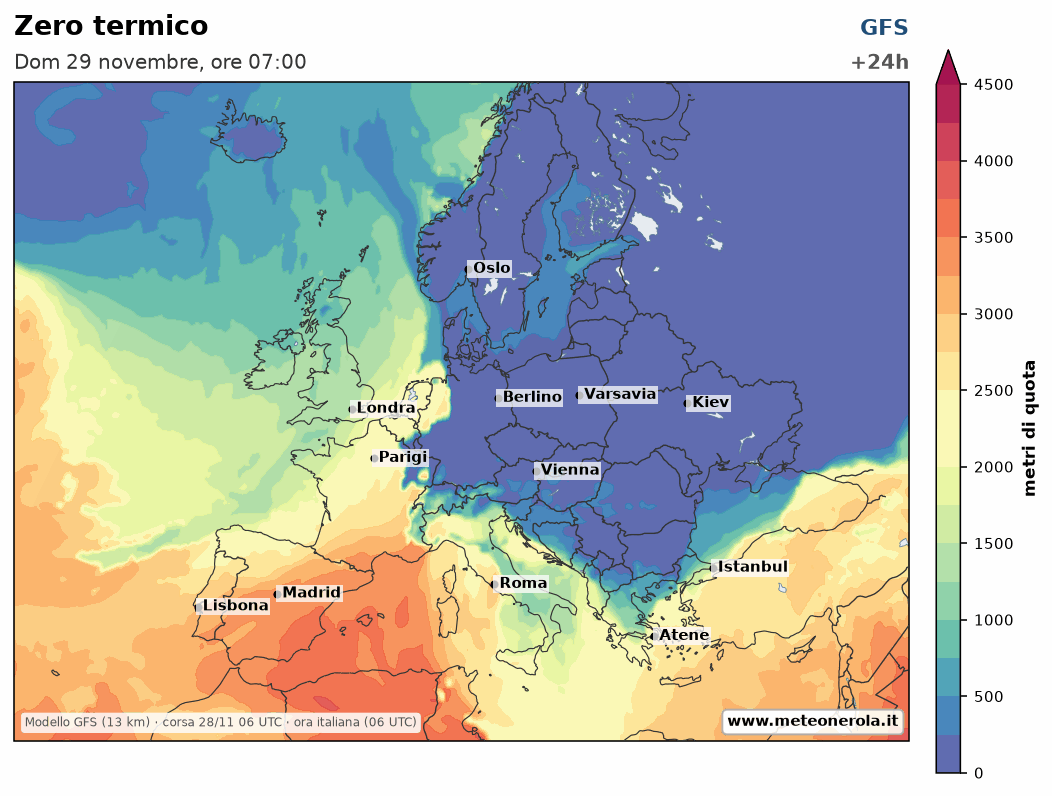 Zero termico
GFS
Dom 29 novembre, ore 07:00
+24h
4500
4000
3500
3000
2500
2000
1500
1000
500
0
metri di quota
Oslo
Berlino
Varsavia
Kiev
Londra
Parigi
Vienna
Istanbul
Roma
Madrid
Lisbona
Atene
Modello GFS (13 km) · corsa 28/11 06 UTC · ora italiana (06 UTC)
www.meteonerola.it